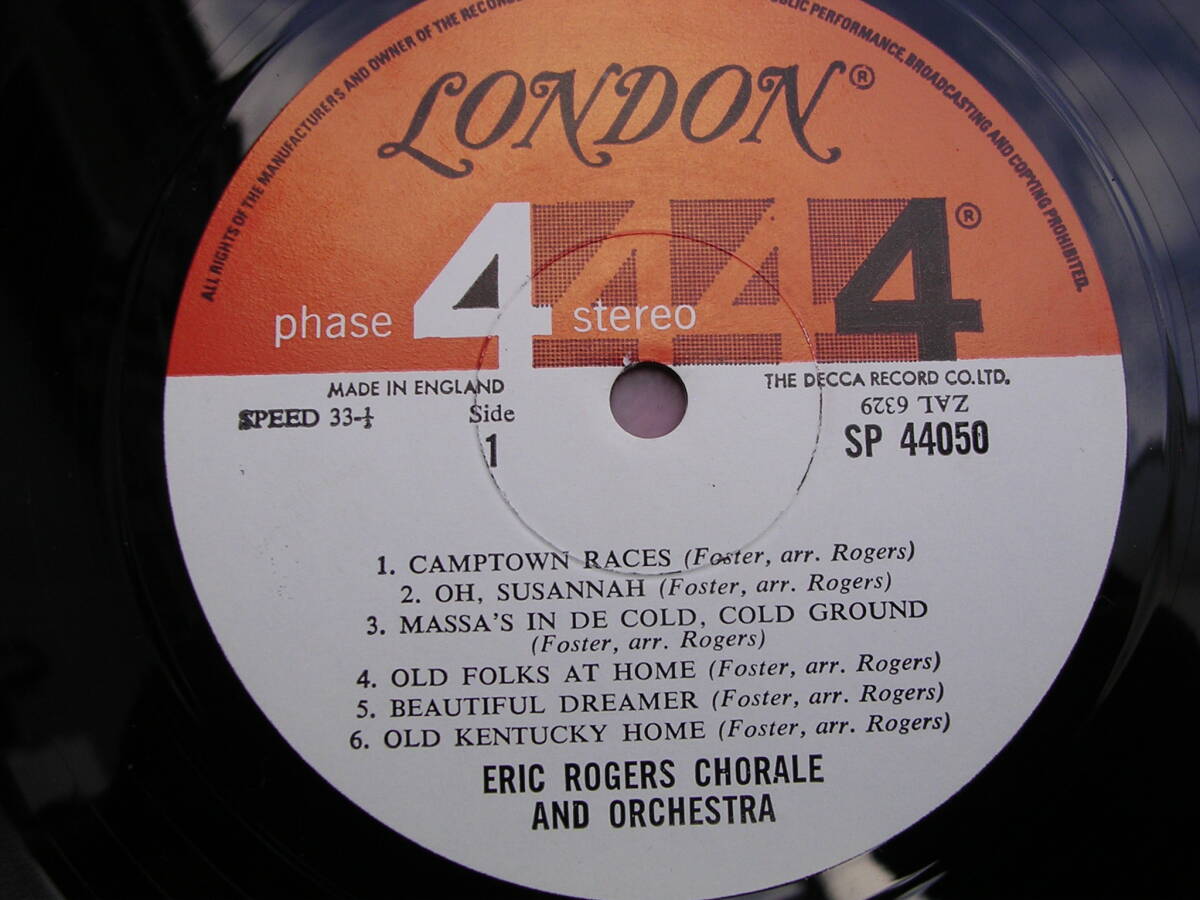 ALL RIGHTS OF THE MANUFACTURERS AND OWNER OF THE RECORDED
PUBLIC PERFORMANCE, BROADCASTING AND COPYING PROHIBITED.
LONDON®
phase 4 stereo 4 4 4®
MADE IN ENGLAND
THE DECCA RECORD CO. LTD.
SPEED 33-⅓
Side
1
ZAL 6329
SP 44050
1. CAMPTOWN RACES (Foster, arr. Rogers)
2. OH, SUSANNAH (Foster, arr. Rogers)
3. MASSA'S IN DE COLD, COLD GROUND
(Foster, arr. Rogers)
4. OLD FOLKS AT HOME (Foster, arr. Rogers)
5. BEAUTIFUL DREAMER (Foster, arr. Rogers)
6. OLD KENTUCKY HOME (Foster, arr. Rogers)
ERIC ROGERS CHORALE
AND ORCHESTRA